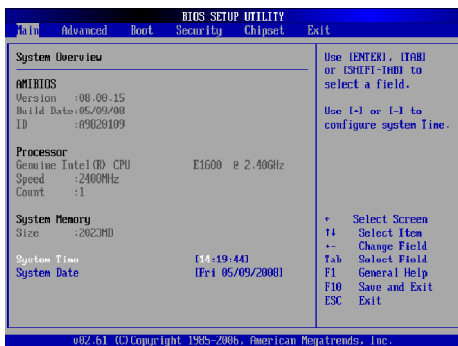 BIOS SETUP UTILITY
Main Advanced Boot Security Chipset Exit
System Overview
AMIBIOS
Version :08.00.15
Build Date:05/09/08
ID :A9820109
Processor
Genuine Intel(R) CPU E1600 @ 2.40GHz
Speed :2400MHz
Count :1
System Memory
Size :2023MB
System Time [14:19:44]
System Date [Fri 05/09/2008]
Use [ENTER], [TAB]
or [SHIFT-TAB] to
select a field.
Use [+] or [-] to
configure system Time.
← Select Screen
↑↓ Select Item
+- Change Field
Tab Select Field
F1 General Help
F10 Save and Exit
ESC Exit
v02.61 (C)Copyright 1985-2006, American Megatrends, Inc.